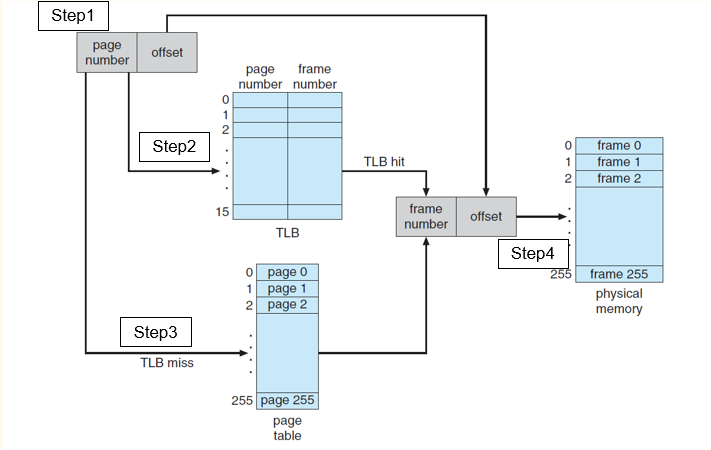 Step1
page
number
offset
page
number
frame
number
0
1
2
Step2
15
TLB
TLB hit
frame
number
offset
Step4
0
frame 0
1
frame 1
2
frame 2
255
frame 255
physical
memory
0
page 0
1
page 1
2
page 2
Step3
TLB miss
255
page 255
page
table